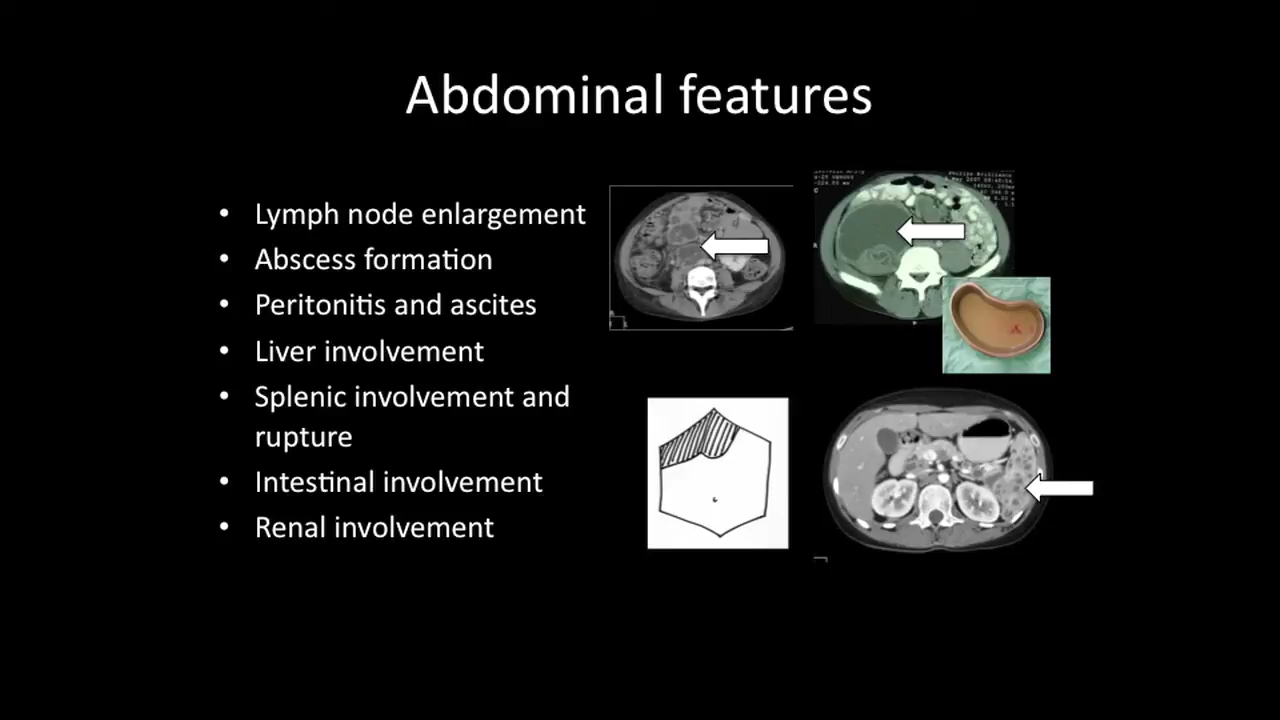 Abdominal features
• Lymph node enlargement
• Abscess formation
• Peritonitis and ascites
• Liver involvement
• Splenic involvement and
rupture
• Intestinal involvement
• Renal involvement